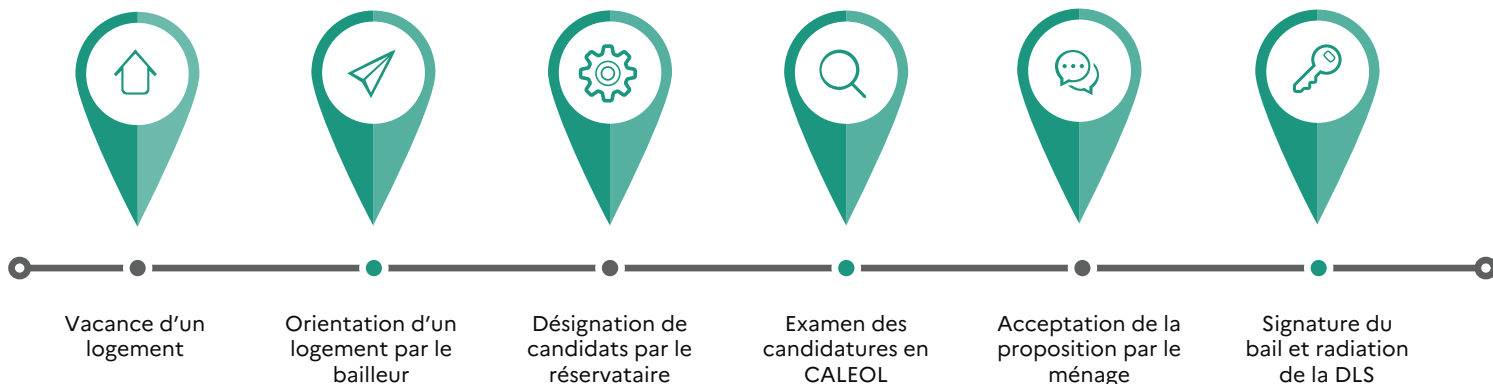 Vacance d’un
logement
Orientation d’un
logement par le
bailleur
Désignation de
candidats par le
réservataire
Examen des
candidatures en
CALEOL
Acceptation de la
proposition par le
ménage
Signature du
bail et radiation
de la DLS